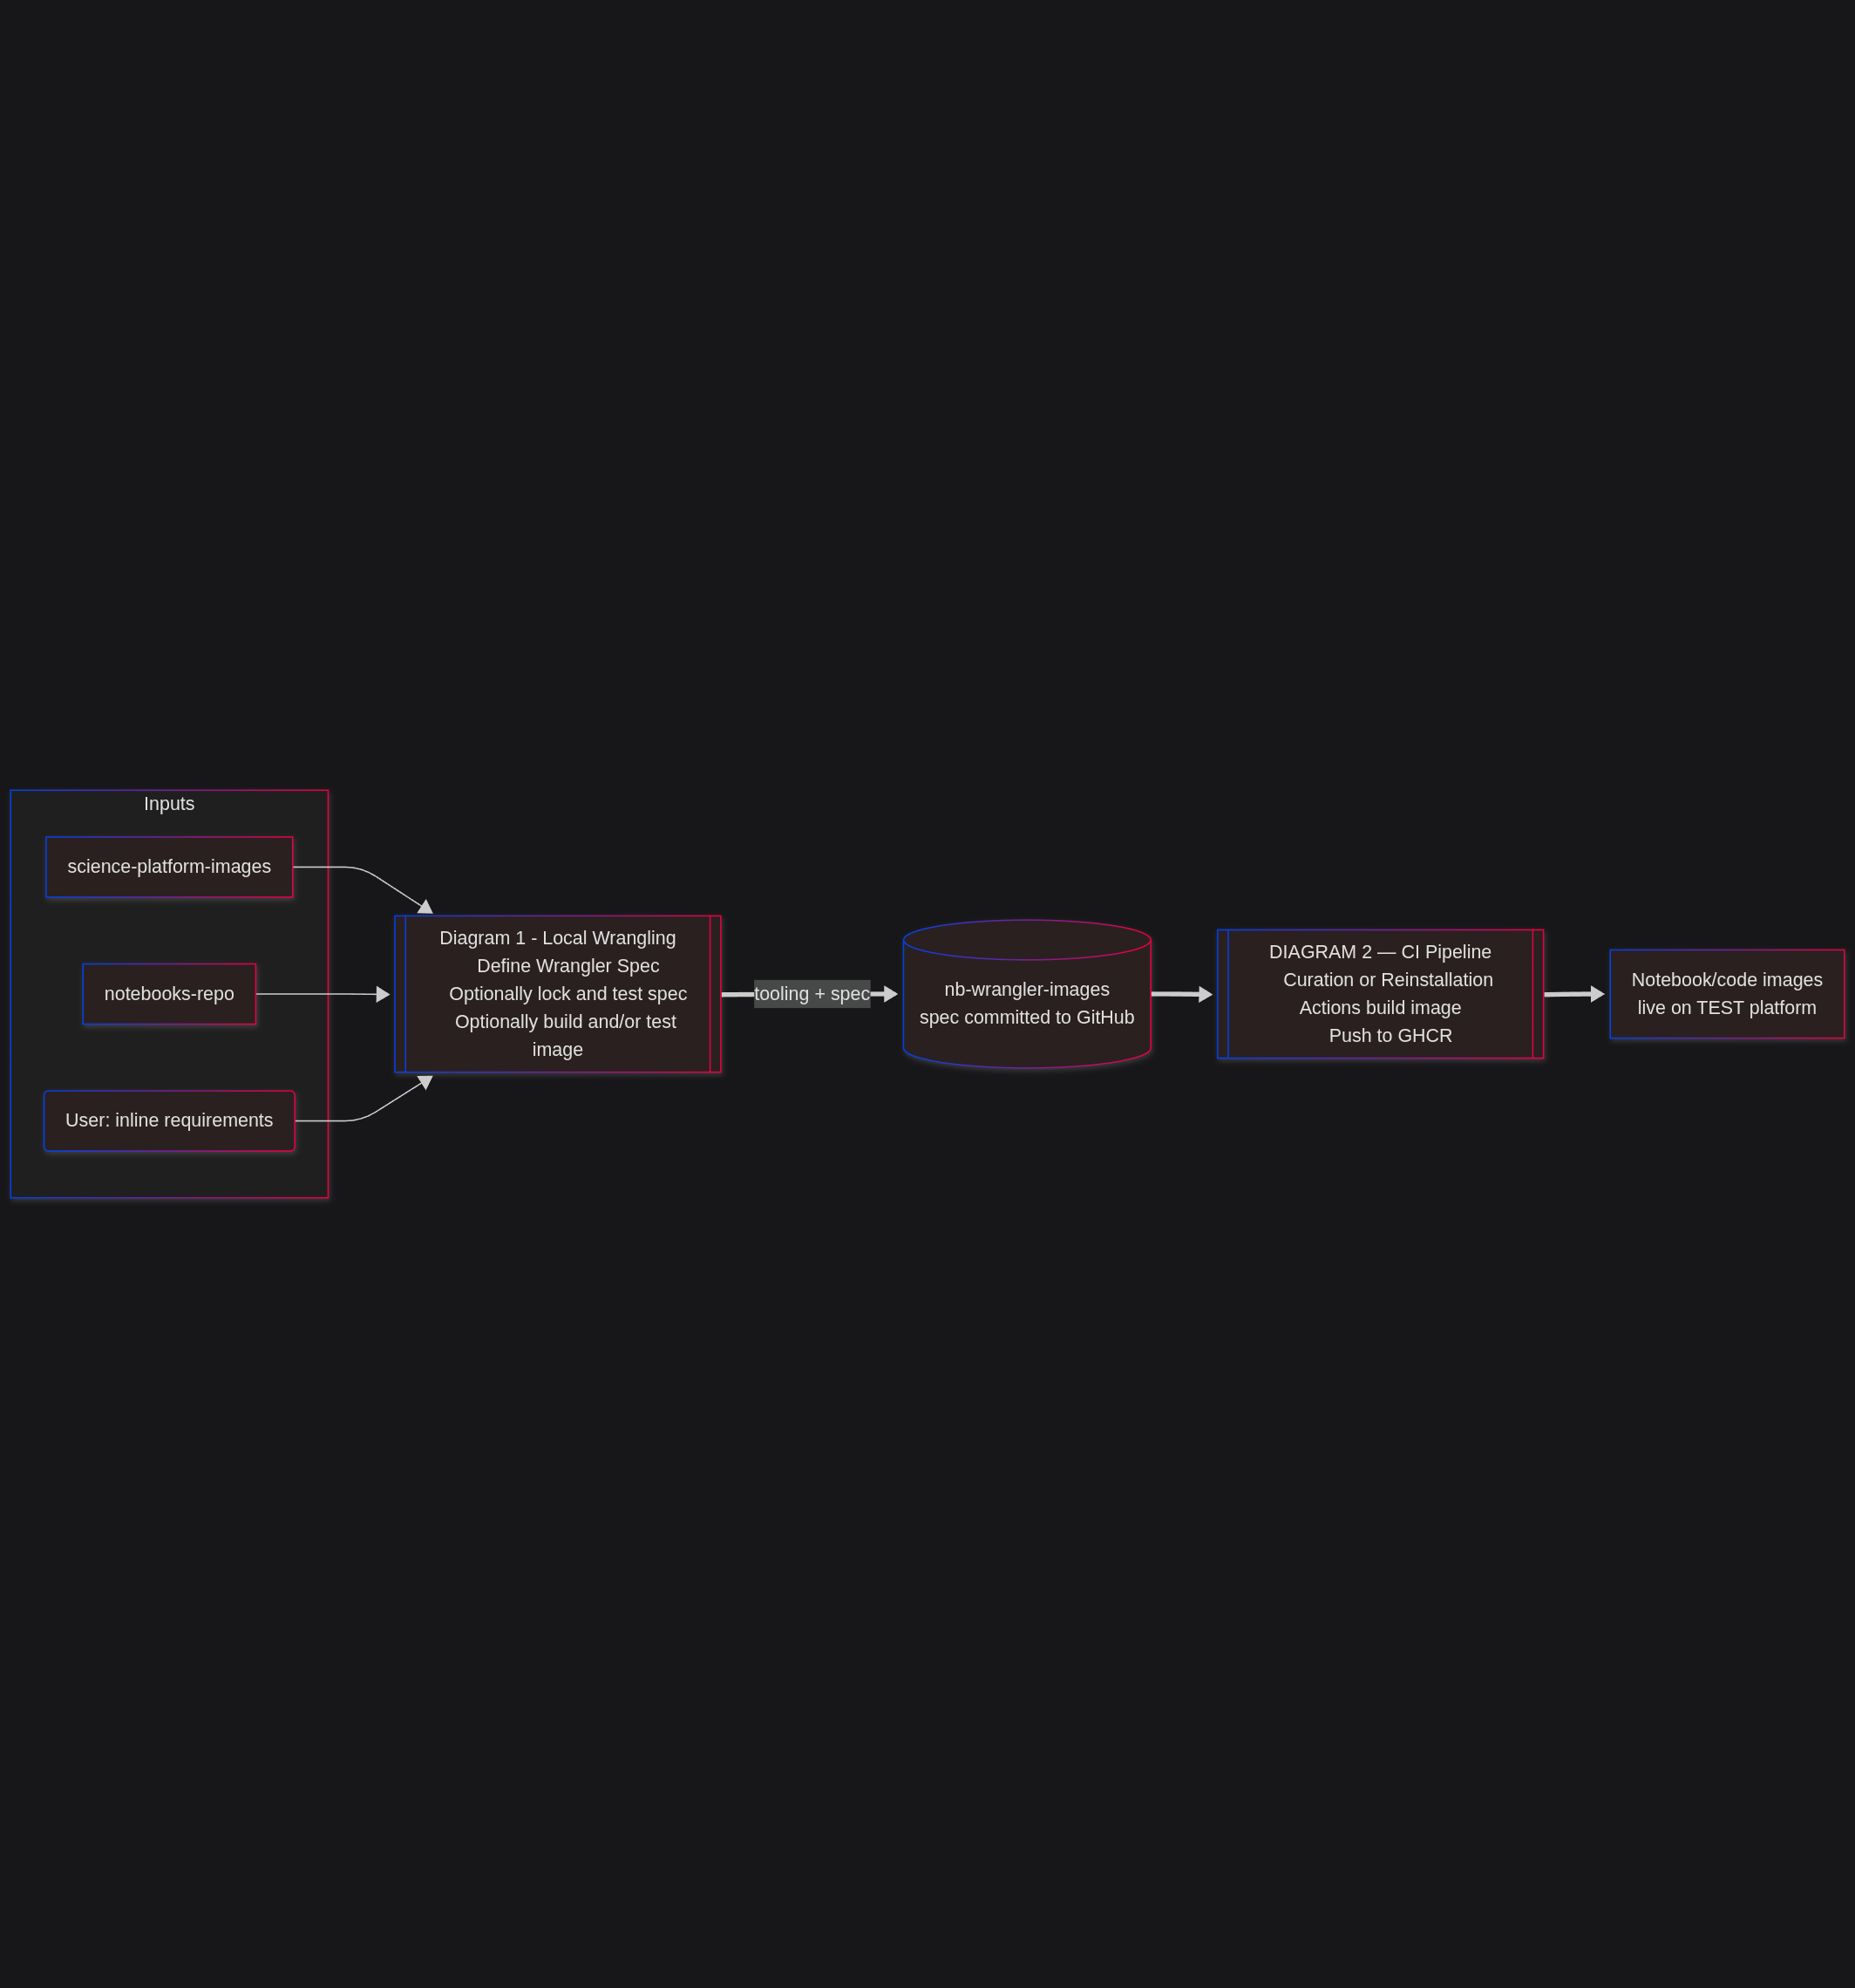 Inputs
science-platform-images
notebooks-repo
User: inline requirements
Diagram 1 - Local Wrangling
Define Wrangler Spec
Optionally lock and test spec
Optionally build and/or test
image
tooling + spec
nb-wrangler-images
spec committed to GitHub
DIAGRAM 2 — CI Pipeline
Curation or Reinstallation
Actions build image
Push to GHCR
Notebook/code images
live on TEST platform